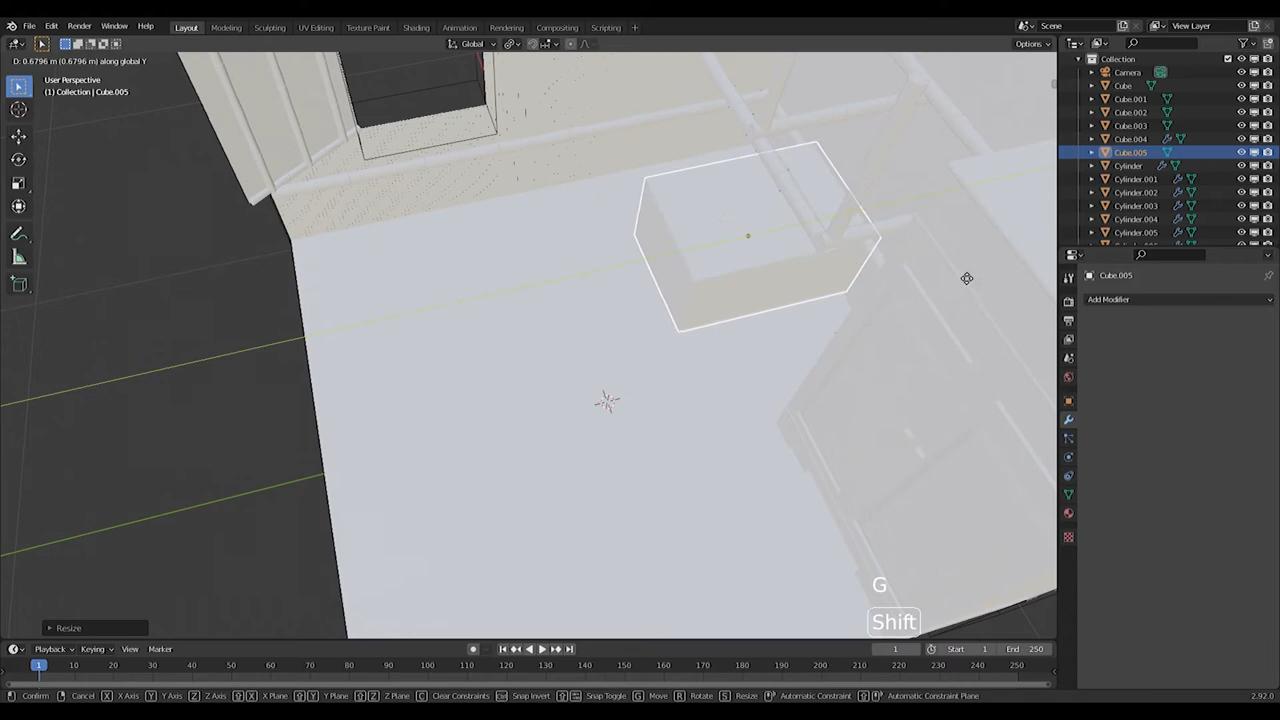 File Edit Render Window Help Layout Modeling Sculpting UV Editing Texture Paint Shading Animation Rendering Compositing Scripting + Scene View Layer
Global Options
D: 0.6796 m (0.6796 m) along global Y
User Perspective
(1) Collection | Cube.005
Collection
Camera
Cube
Cube.001
Cube.002
Cube.003
Cube.004
Cube.005
Cylinder
Cylinder.001
Cylinder.002
Cylinder.003
Cylinder.004
Cylinder.005
Cube.005
Add Modifier
G
Shift
Resize
Playback Keying View Marker 1 Start 1 End 250
1 10 20 30 40 50 60 70 80 90 100 110 120 130 140 150 160 170 180 190 200 210 220 230 240 250
Confirm Cancel X X Axis Y Y Axis Z Z Axis X X Plane Y Y Plane Z Z Plane C Clear Constraints Snap Invert Snap Toggle G Move R Rotate S Resize Automatic Constraint Automatic Constraint Plane 2.92.0